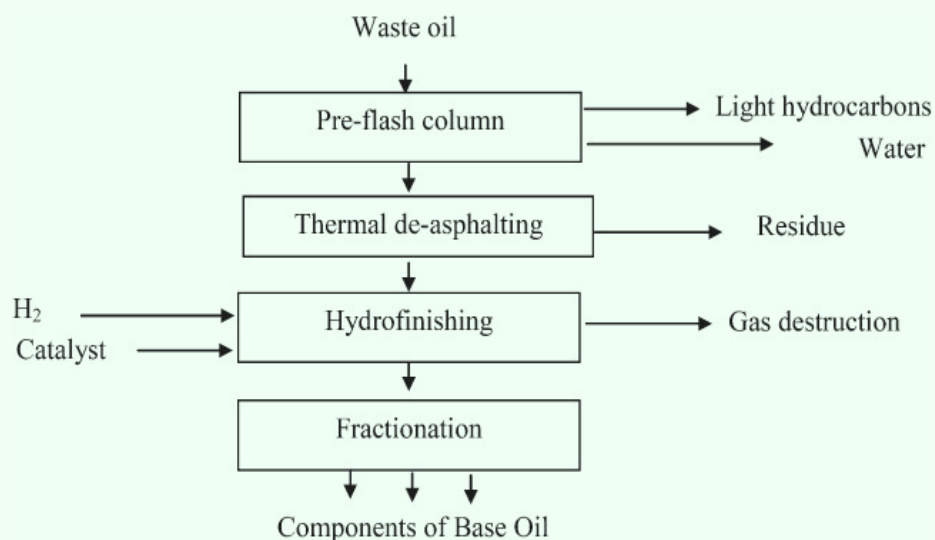 Waste oil
Pre-flash column
Light hydrocarbons
Water
Thermal de-asphalting
Residue
H₂
Catalyst
Hydrofinishing
Gas destruction
Fractionation
Components of Base Oil